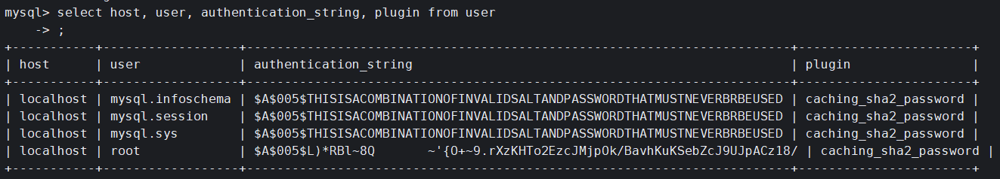 mysql> select host, user, authentication_string, plugin from user
    -> ;
+-----------+------------------+------------------------------------------------------------------------+-----------------------+
| host      | user             | authentication_string                                                  | plugin                |
+-----------+------------------+------------------------------------------------------------------------+-----------------------+
| localhost | mysql.infoschema | $A$005$THISISACOMBINATIONOFINVALIDSALTANDPASSWORDTHATMUSTNEVERBRBEUSED | caching_sha2_password |
| localhost | mysql.session    | $A$005$THISISACOMBINATIONOFINVALIDSALTANDPASSWORDTHATMUSTNEVERBRBEUSED | caching_sha2_password |
| localhost | mysql.sys        | $A$005$THISISACOMBINATIONOFINVALIDSALTANDPASSWORDTHATMUSTNEVERBRBEUSED | caching_sha2_password |
| localhost | root             | $A$005$L)*RBl~8Q       ~'{O+~9.rXzKHTo2EzcJMjpOk/BavhKuKSebZcJ9UJpACz18/ | caching_sha2_password |
+-----------+------------------+------------------------------------------------------------------------+-----------------------+